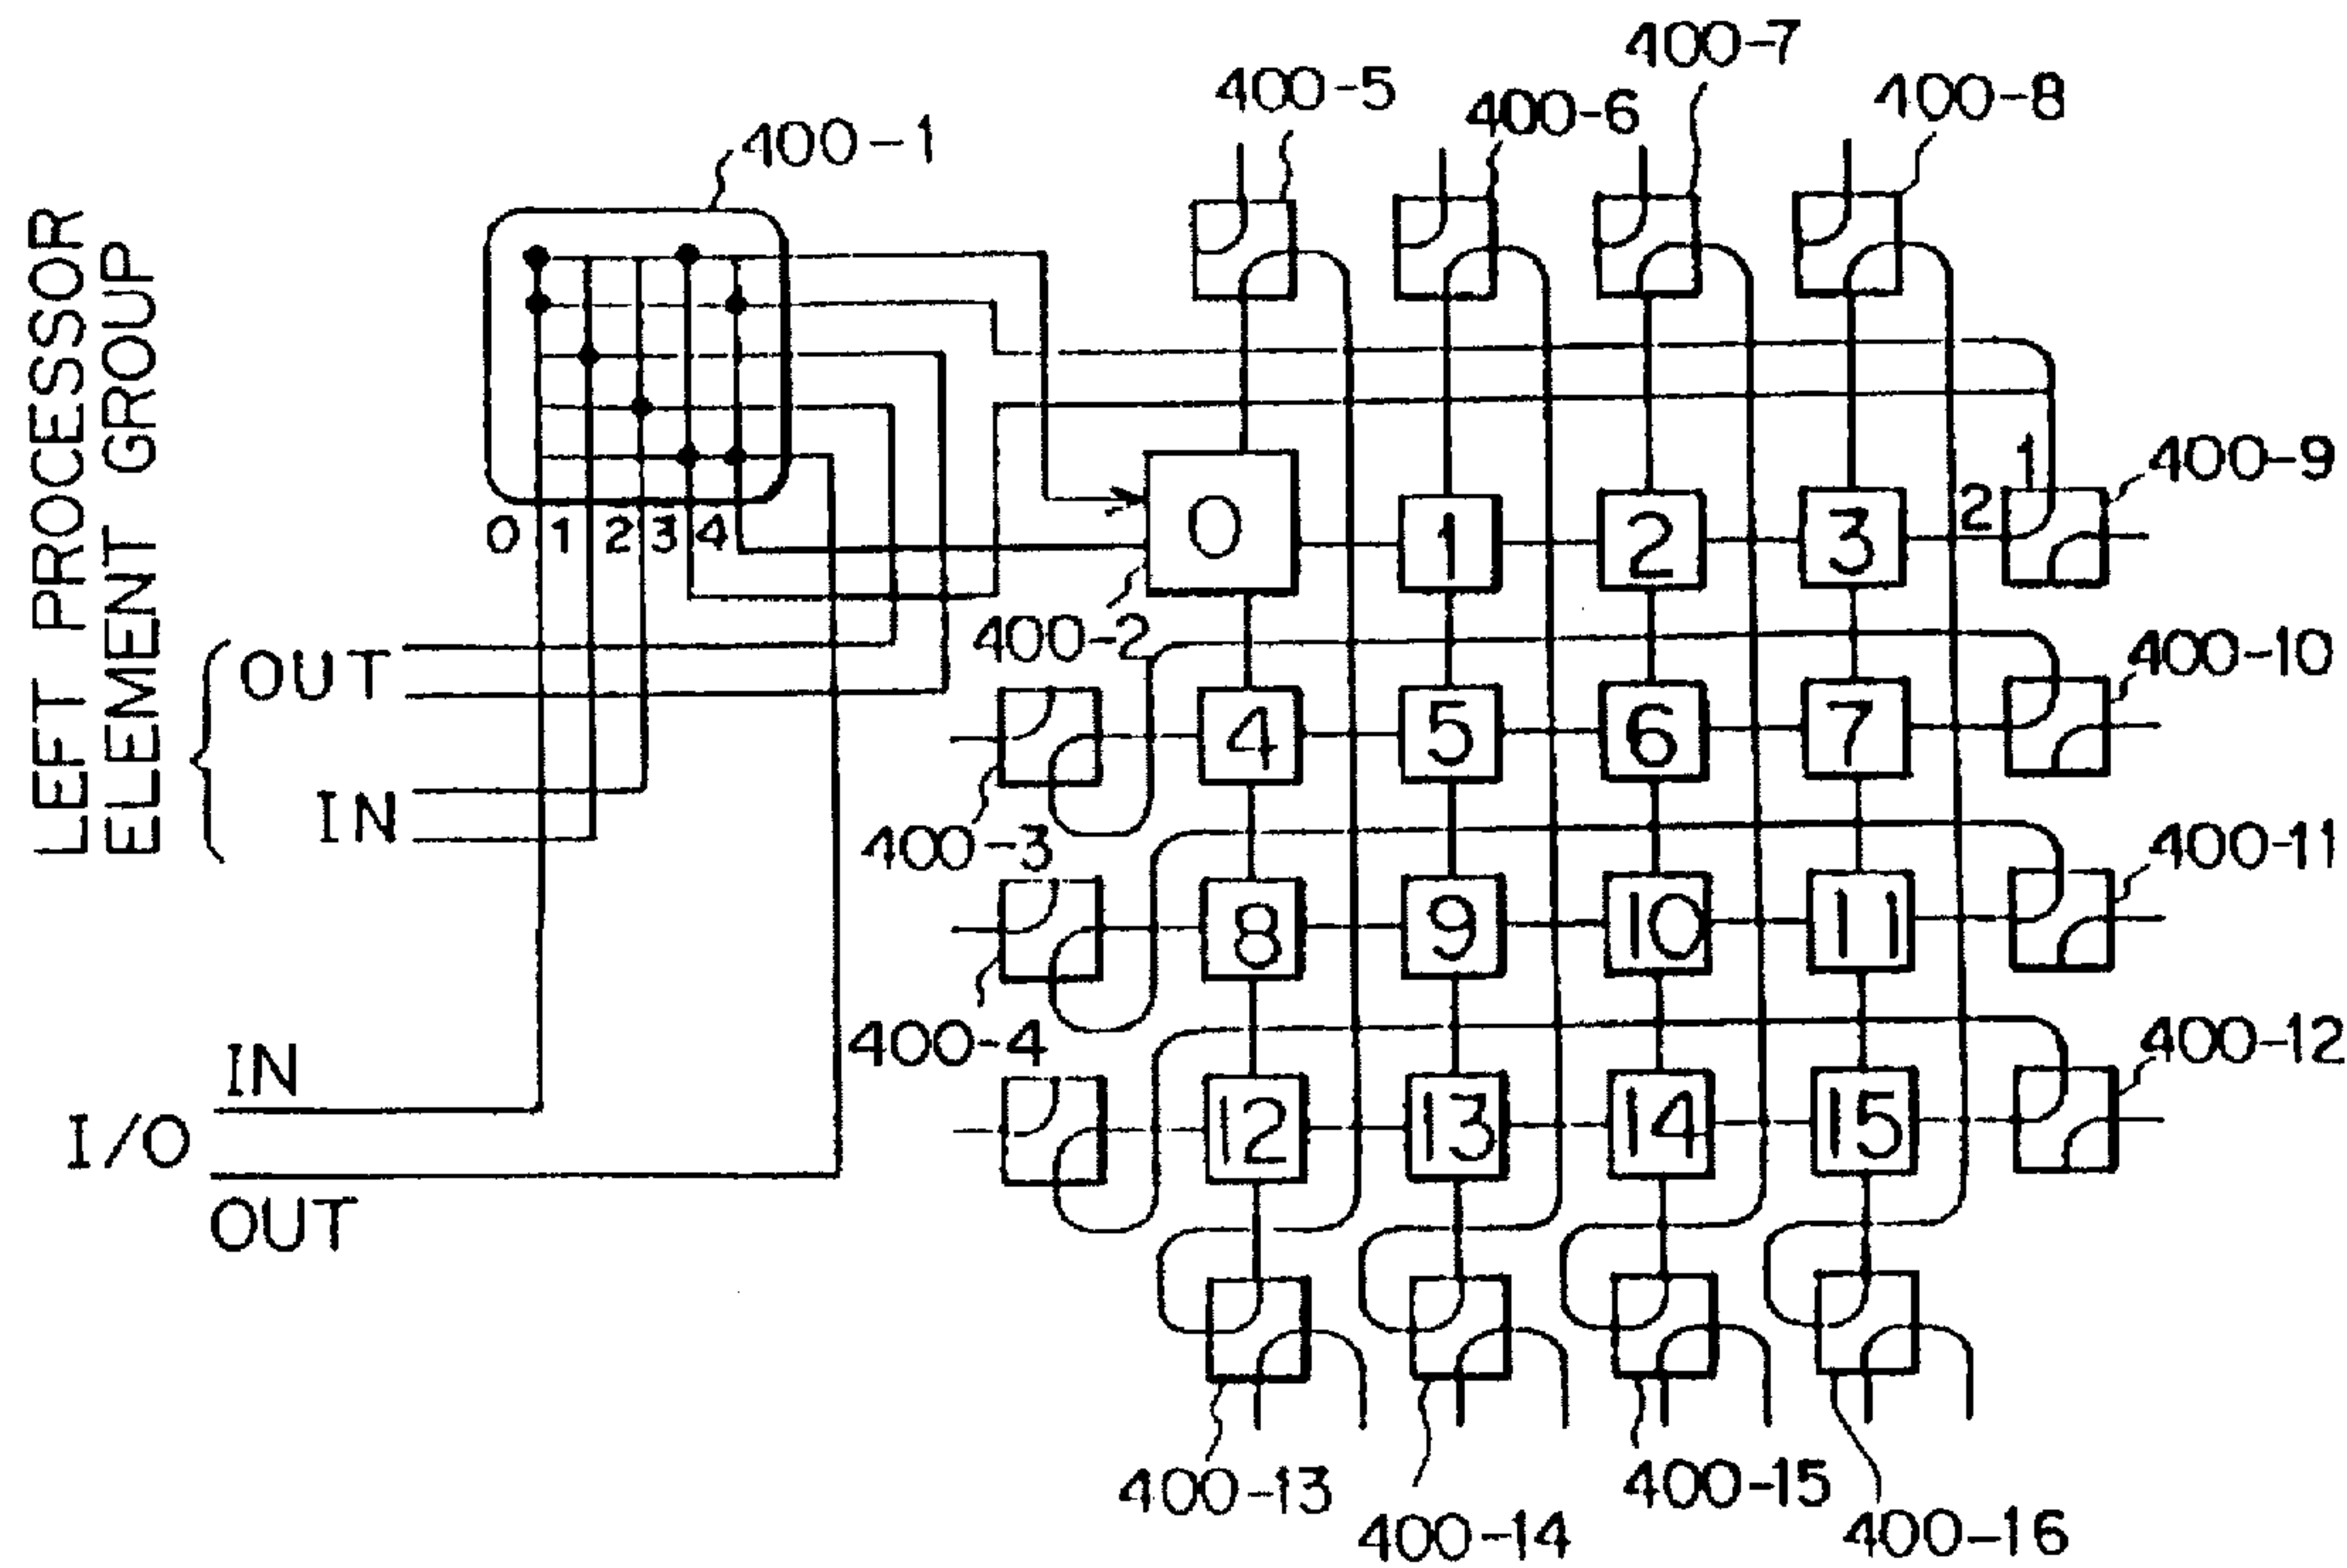 400-7
400-5
400-8
400-6
400-1
LEFT PROCESSOR
ELEMENT GROUP
0 1 2 3 4
0 1 2 3
2 1
400-9
400-2
OUT
IN
400-10
4 5 6 7
400-3
400-11
8 9 10 11
400-4
400-12
12 13 14 15
IN
I/O
OUT
400-13
400-14
400-15
400-16